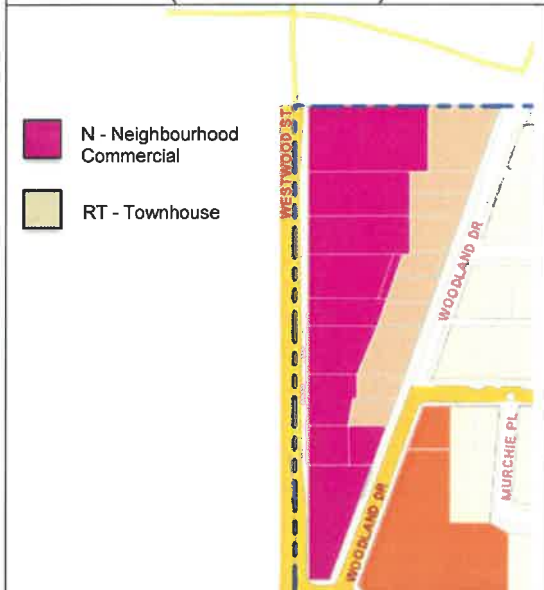 N - Neighbourhood
Commercial
RT - Townhouse
WESTWOOD ST
WOODLAND DR
MURCHIE PL
WOODLAND DR